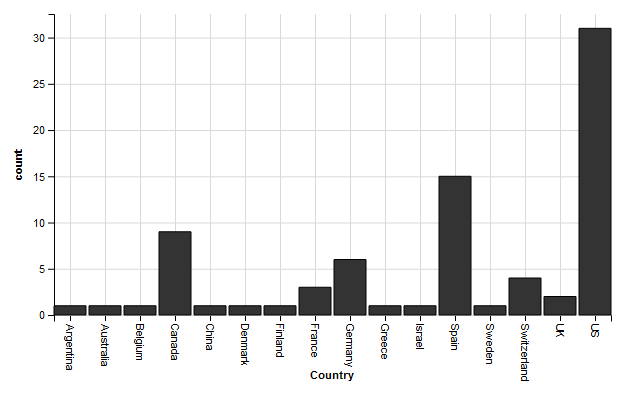 30
25
20
15
10
5
0
count
Argentina
Australia
Belgium
Canada
China
Denmark
Finland
France
Germany
Greece
Israel
Spain
Sweden
Switzerland
UK
US
Country